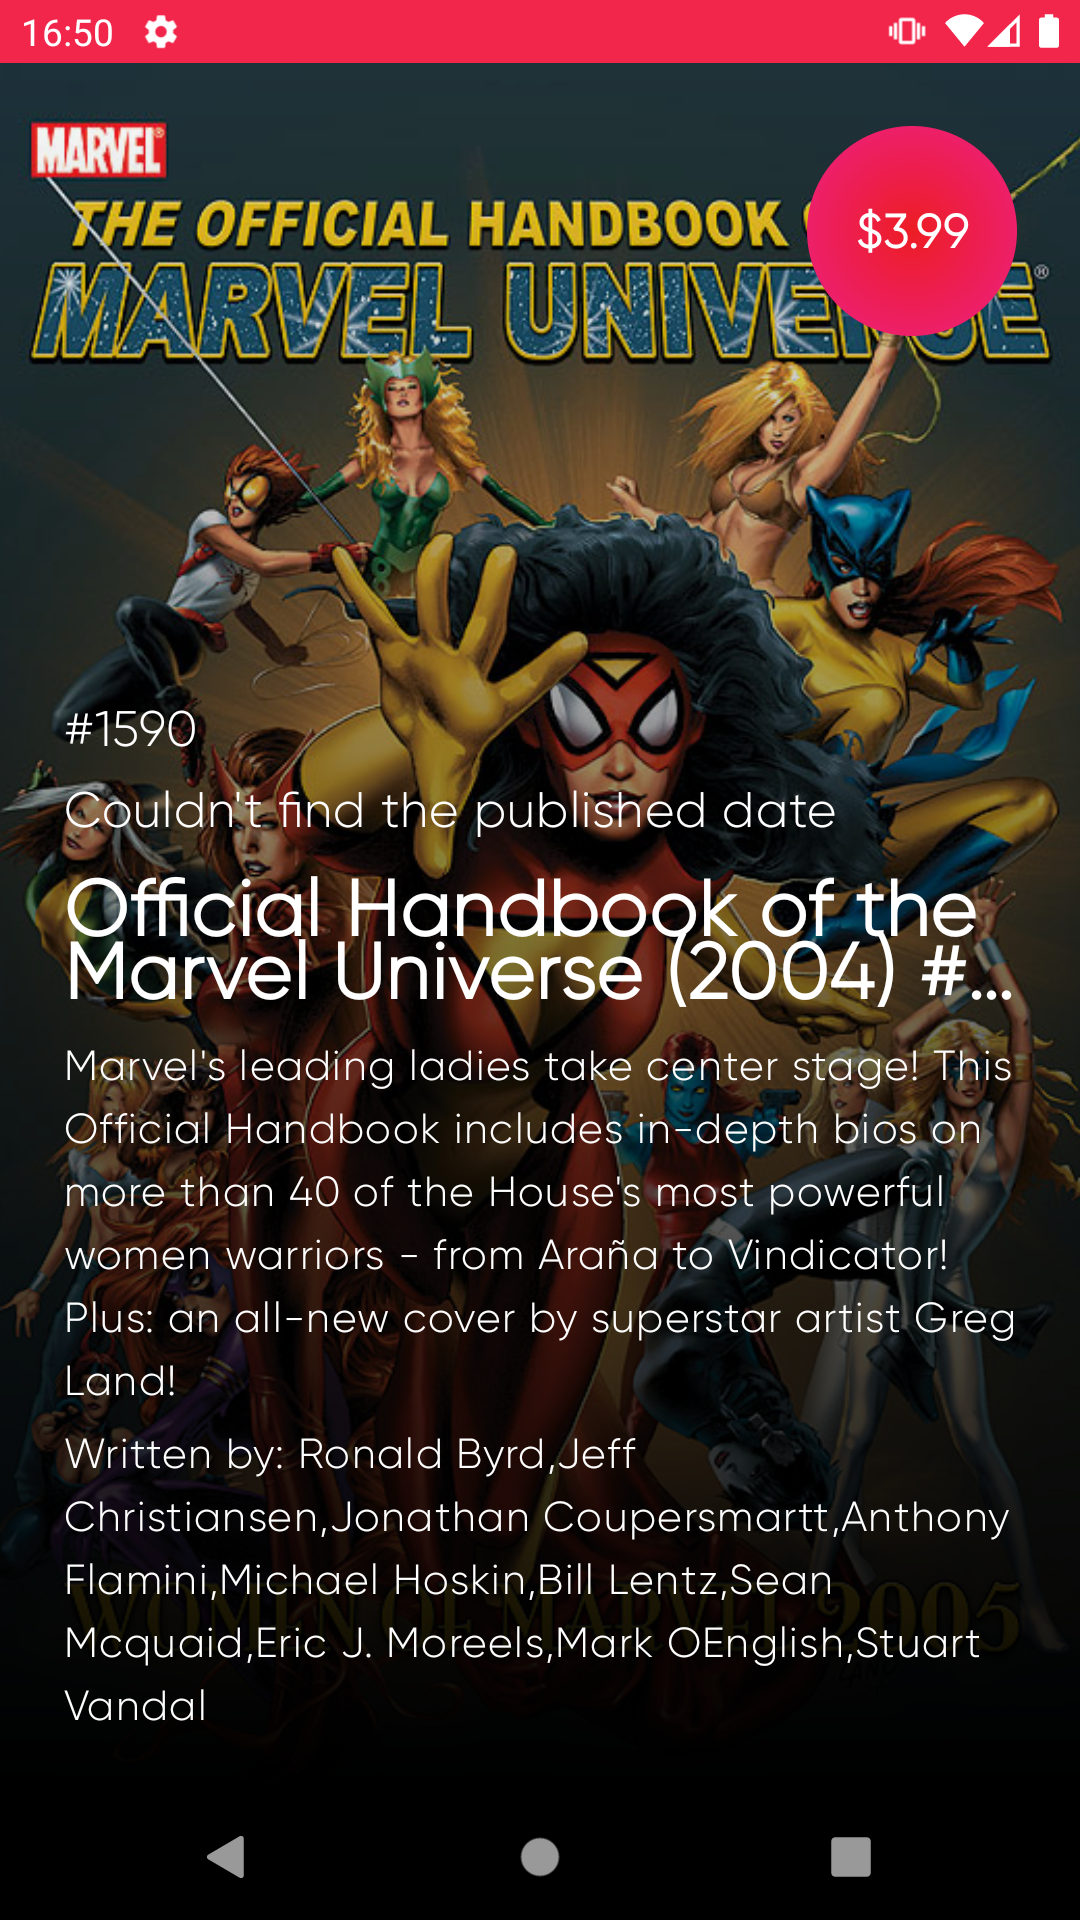 16:50
MARVEL
$3.99
THE OFFICIAL HANDBOOK
MARVEL UNIVERSE®
#1590
Couldn't find the published date
Official Handbook of the
Marvel Universe (2004) #...
Marvel's leading ladies take center stage! This
Official Handbook includes in-depth bios on
more than 40 of the House's most powerful
women warriors - from Araña to Vindicator!
Plus: an all-new cover by superstar artist Greg
Land!
Written by: Ronald Byrd,Jeff
Christiansen,Jonathan Coupersmartt,Anthony
Flamini,Michael Hoskin,Bill Lentz,Sean
WOMEN OF MARVEL 2005
Mcquaid,Eric J. Moreels,Mark OEnglish,Stuart
Vandal